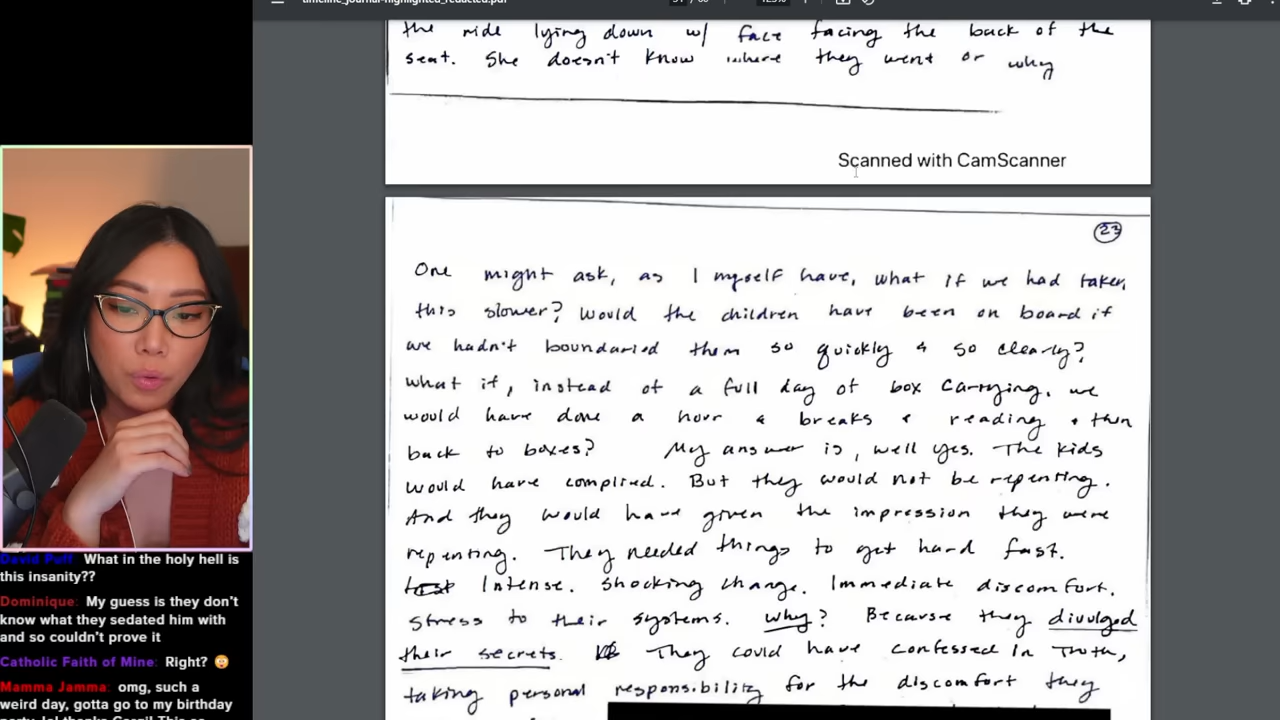 timeline_journal-highlighted_redacted.pdf
the ride lying down w/ face facing the back of the
seat. She doesn't know where they went or why
Scanned with CamScanner
23
One might ask, as I myself have, what if we had taken
this slower? Would the children have been on board if
we hadn't boundaried them so quickly & so clearly?
What if, instead of a full day of box carrying, we
would have done a hour & breaks & reading & then
back to boxes? My answer is, well yes. The kids
would have complied. But they would not be repenting.
And they would have given the impression they were
repenting. They needed things to get hard fast.
Intense. Shocking change. Immediate discomfort.
Stress to their systems. Why? Because they divulged
their secrets. They could have confessed in Truth,
taking personal responsibility for the discomfort they
David Puff What in the holy hell is
this insanity??
Dominique: My guess is they don't
know what they sedated him with
and so couldn't prove it
Catholic Faith of Mine: Right? 😳
Mamma Jamma: omg, such a
weird day, gotta go to my birthday